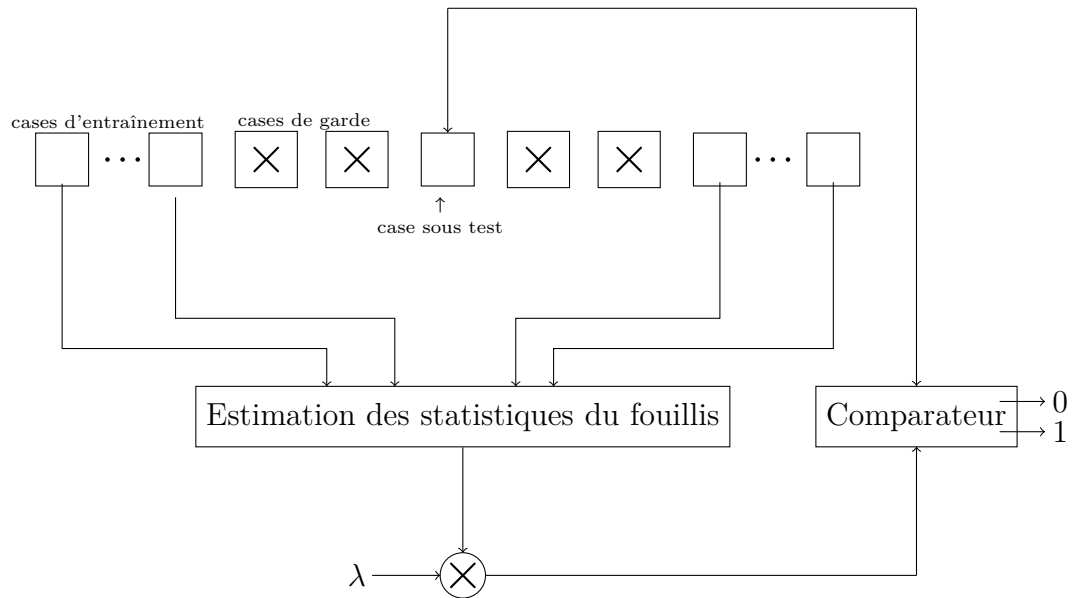 cases d'entraînement
cases de garde
case sous test
Estimation des statistiques du fouillis
Comparateur
0
1
λ